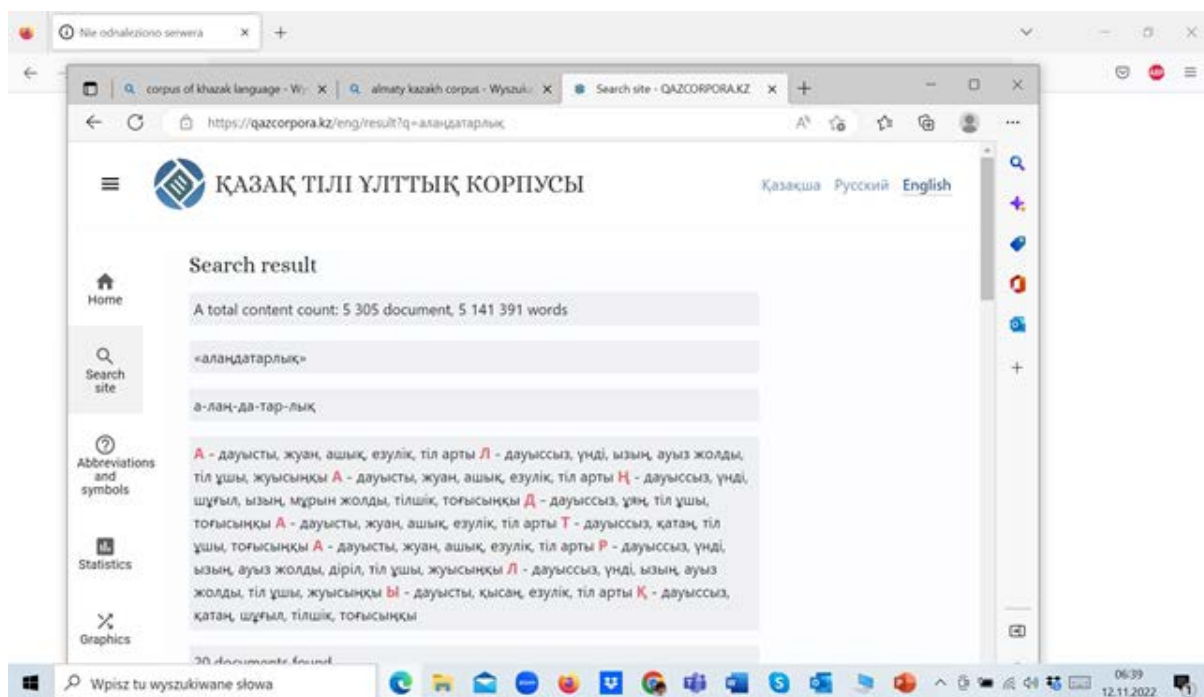 Nie odnaleziono serwera
corpus of khazak language - Wy
almaty kazakh corpus - Wyszuk
Search site - QAZCORPORA.KZ
https://qazcorpora.kz/eng/result?q=алаңдатарлық
ҚАЗАҚ ТІЛІ ҰЛТТЫҚ КОРПУСЫ
Қазақша Русский English
Home
Search site
Abbreviations and symbols
Statistics
Graphics
Search result
A total content count: 5 305 document, 5 141 391 words
«алаңдатарлық»
а-лаң-да-тар-лық
А - дауысты, жуан, ашық, езулік, тіл арты Л - дауыссыз, үнді, ызың, ауыз жолды,
тіл ұшы, жуысыңқы А - дауысты, жуан, ашық, езулік, тіл арты Ң - дауыссыз, үнді,
шұғыл, ызың, мұрын жолды, тілшік, тоғысыңқы Д - дауыссыз, ұяң, тіл ұшы,
тоғысыңқы А - дауысты, жуан, ашық, езулік, тіл арты Т - дауыссыз, қатаң, тіл
ұшы, тоғысыңқы А - дауысты, жуан, ашық, езулік, тіл арты Р - дауыссыз, үнді,
ызың, ауыз жолды, діріл, тіл ұшы, жуысыңқы Л - дауыссыз, үнді, ызың, ауыз
жолды, тіл ұшы, жуысыңқы Ы - дауысты, қысаң, езулік, тіл арты Қ - дауыссыз,
қатаң, шұғыл, тілшік, тоғысыңқы
20 documents found
Wpisz tu wyszukiwane słowa
06:39
12.11.2022